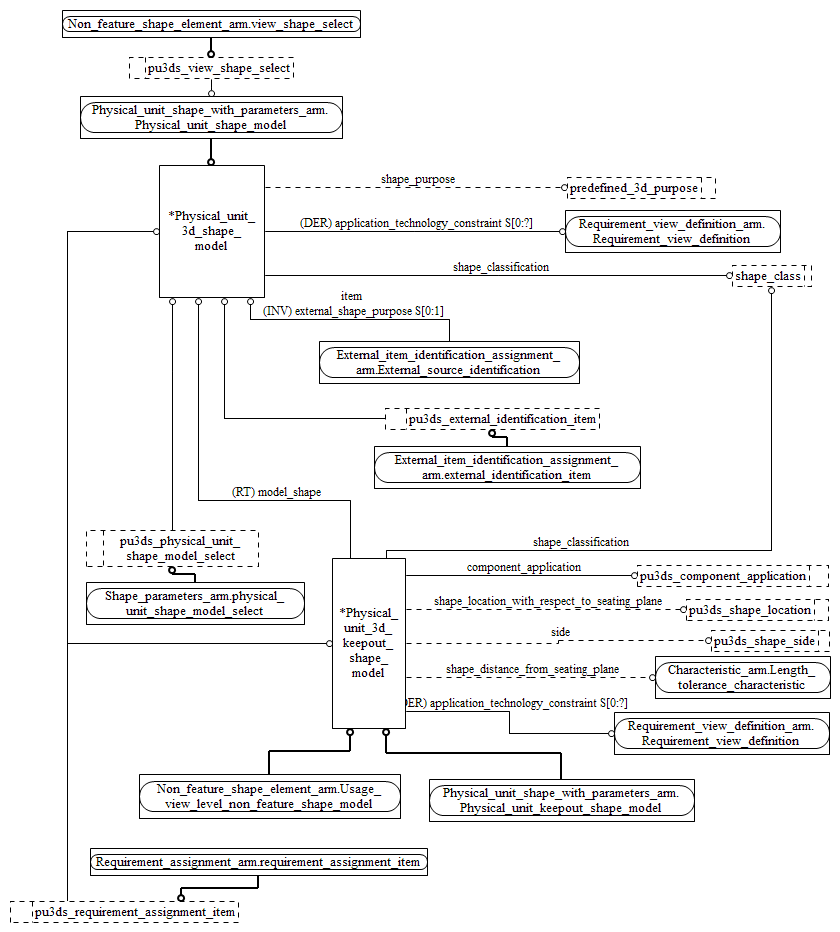 Non_feature_shape_element_arm.view_shape_select
pu3ds_view_shape_select
Physical_unit_shape_with_parameters_arm.
Physical_unit_shape_model
*Physical_unit_
3d_shape_
model
shape_purpose
predefined_3d_purpose
(DER) application_technology_constraint S[0:?]
Requirement_view_definition_arm.
Requirement_view_definition
shape_classification
shape_class
item
(INV) external_shape_purpose S[0:1]
External_item_identification_assignment_
arm.External_source_identification
pu3ds_external_identification_item
External_item_identification_assignment_
arm.external_identification_item
(RT) model_shape
pu3ds_physical_unit_
shape_model_select
Shape_parameters_arm.physical_
unit_shape_model_select
shape_classification
*Physical_
unit_3d_
keepout_
shape_
model
component_application
pu3ds_component_application
shape_location_with_respect_to_seating_plane
pu3ds_shape_location
side
pu3ds_shape_side
shape_distance_from_seating_plane
Characteristic_arm.Length_
tolerance_characteristic
DER) application_technology_constraint S[0:?]
Requirement_view_definition_arm.
Requirement_view_definition
Non_feature_shape_element_arm.Usage_
view_level_non_feature_shape_model
Physical_unit_shape_with_parameters_arm.
Physical_unit_keepout_shape_model
Requirement_assignment_arm.requirement_assignment_item
pu3ds_requirement_assignment_item